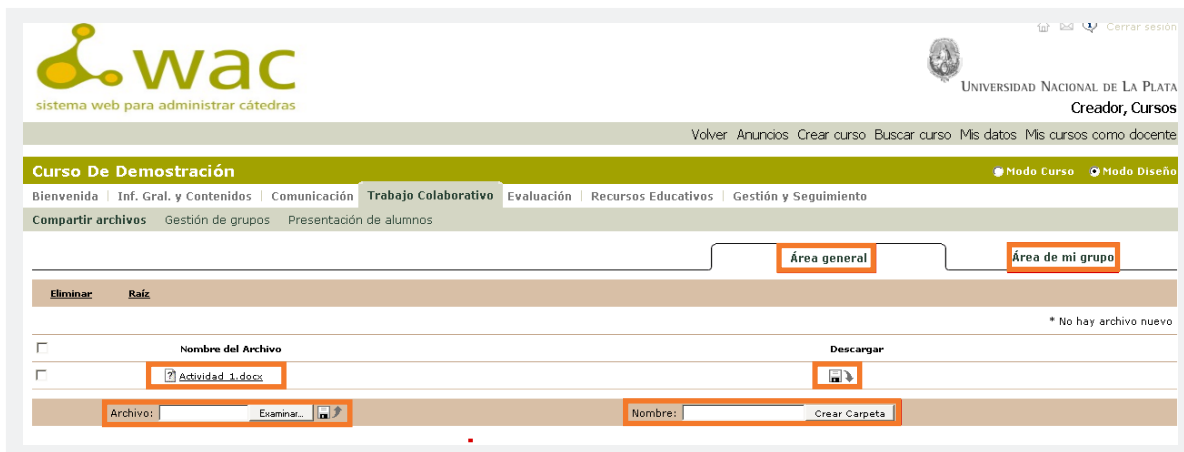 Cerrar sesión
wac
sistema web para administrar cátedras
UNIVERSIDAD NACIONAL DE LA PLATA
Creador, Cursos
Volver Anuncios Crear curso Buscar curso Mis datos Mis cursos como docente
Curso De Demostración Modo Curso Modo Diseño
Bienvenida | Inf. Gral. y Contenidos | Comunicación Trabajo Colaborativo Evaluación | Recursos Educativos | Gestión y Seguimiento
Compartir archivos Gestión de grupos Presentación de alumnos
Área general Área de mi grupo
Eliminar Raíz
* No hay archivo nuevo
Nombre del Archivo Descargar
Actividad_1.docx
Archivo: Examinar... Nombre: Crear Carpeta